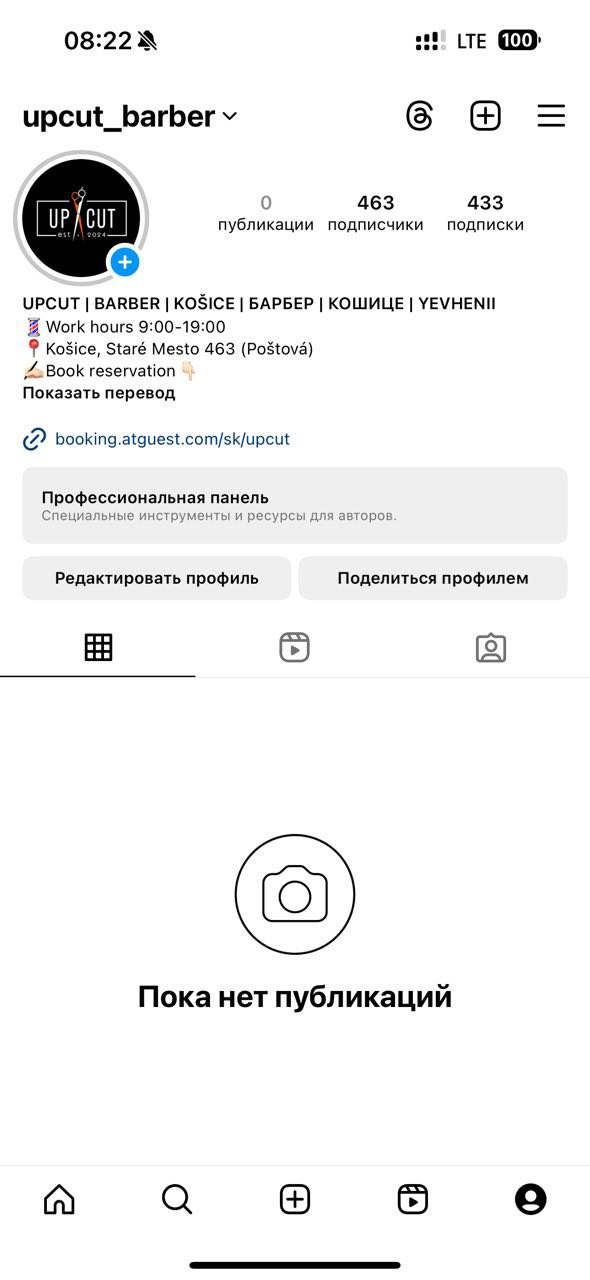 08:22
LTE
100
upcut_barber
UP CUT
est. 2024
0
публикации
463
подписчики
433
подписки
UPCUT | BARBER | KOŠICE | БАРБЕР | КОШИЦЕ | YEVHENII
💈Work hours 9:00-19:00
📍Košice, Staré Mesto 463 (Poštová)
✍🏻Book reservation👇🏻
Показать перевод
booking.atguest.com/sk/upcut
Профессиональная панель
Специальные инструменты и ресурсы для авторов.
Редактировать профиль
Поделиться профилем
Пока нет публикаций